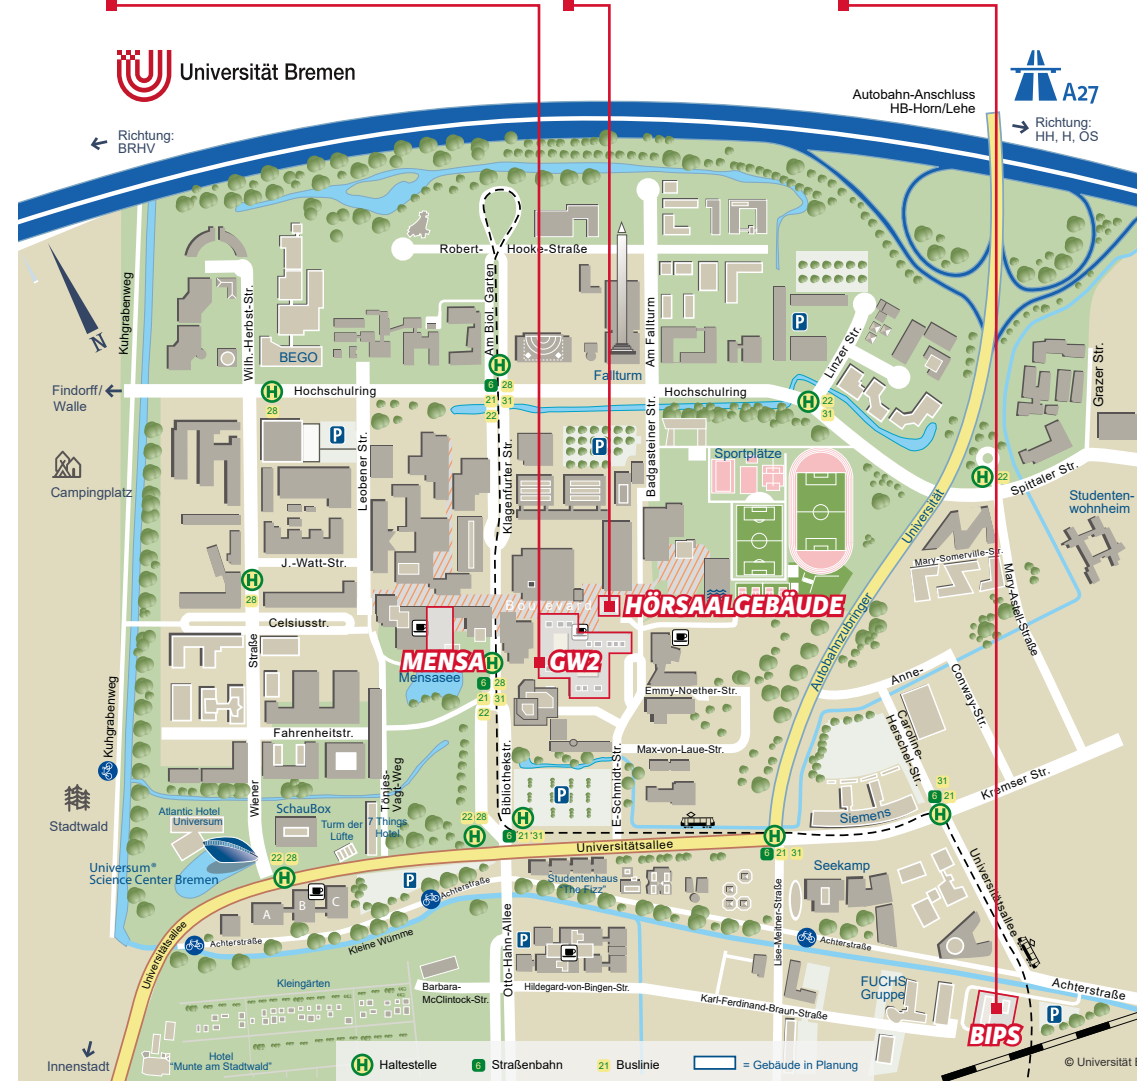 Universität Bremen
Autobahn-Anschluss
HB-Horn/Lehe
A27
Richtung:
BRHV
Richtung:
HH, H, OS
Robert-
Hooke-Straße
Kuhgrabenweg
Wilh.-Herbst-Str.
Am Biol. Garten
Am Fallturm
Linzer Str.
Grazer Str.
N
BEGO
Fallturm
P
H
Findorff/
Walle
H
28
Hochschulring
6
28
21
31
22
Hochschulring
H
22
31
Leobener Str.
P
Klagenfurter Str.
P
Badgasteiner Str.
Sportplätze
Campingplatz
H
22
Spittaler Str.
Studenten-
wohnheim
Universität
J.-Watt-Str.
H
28
Mary-Somerville-Str.
Mary-Astell-Straße
Boulevard
HÖRSAALGEBÄUDE
Celsiusstr.
Autobahnzubringer
MENSA
H
GW2
Mensasee
6
28
21
31
22
Straße
Emmy-Noether-Str.
Anne-
Conway-Str.
Caroline-
Herschel-Str.
Kuhgrabenweg
Fahrenheitstr.
Max-von-Laue-Str.
Bibliothekstr.
E-Schmidt-Str.
Tönjes-
Vagt-Weg
Wiener
Kremser Str.
31
6
21
H
P
Stadtwald
Atlantic Hotel
Universum
SchauBox
Turm der
Lüfte
7 Things
Hotel
22
28
H
H
6
21
31
Siemens
Universitätsallee
H
6
21
31
Universum®
Science Center Bremen
22
28
H
Seekamp
Studentenhaus
"The Fizz"
Universitätsallee
P
Achterstraße
A
B
C
Achterstraße
Kleine Wümme
Otto-Hahn-Allee
P
Lise-Meitner-Straße
Achterstraße
Universitätsallee
Kleingärten
Barbara-
McClintock-Str.
Hildegard-von-Bingen-Str.
Karl-Ferdinand-Braun-Straße
FUCHS
Gruppe
Achterstraße
P
BIPS
Innenstadt
Hotel
"Munte am Stadtwald"
H Haltestelle
6 Straßenbahn
21 Buslinie
= Gebäude in Planung
© Universität